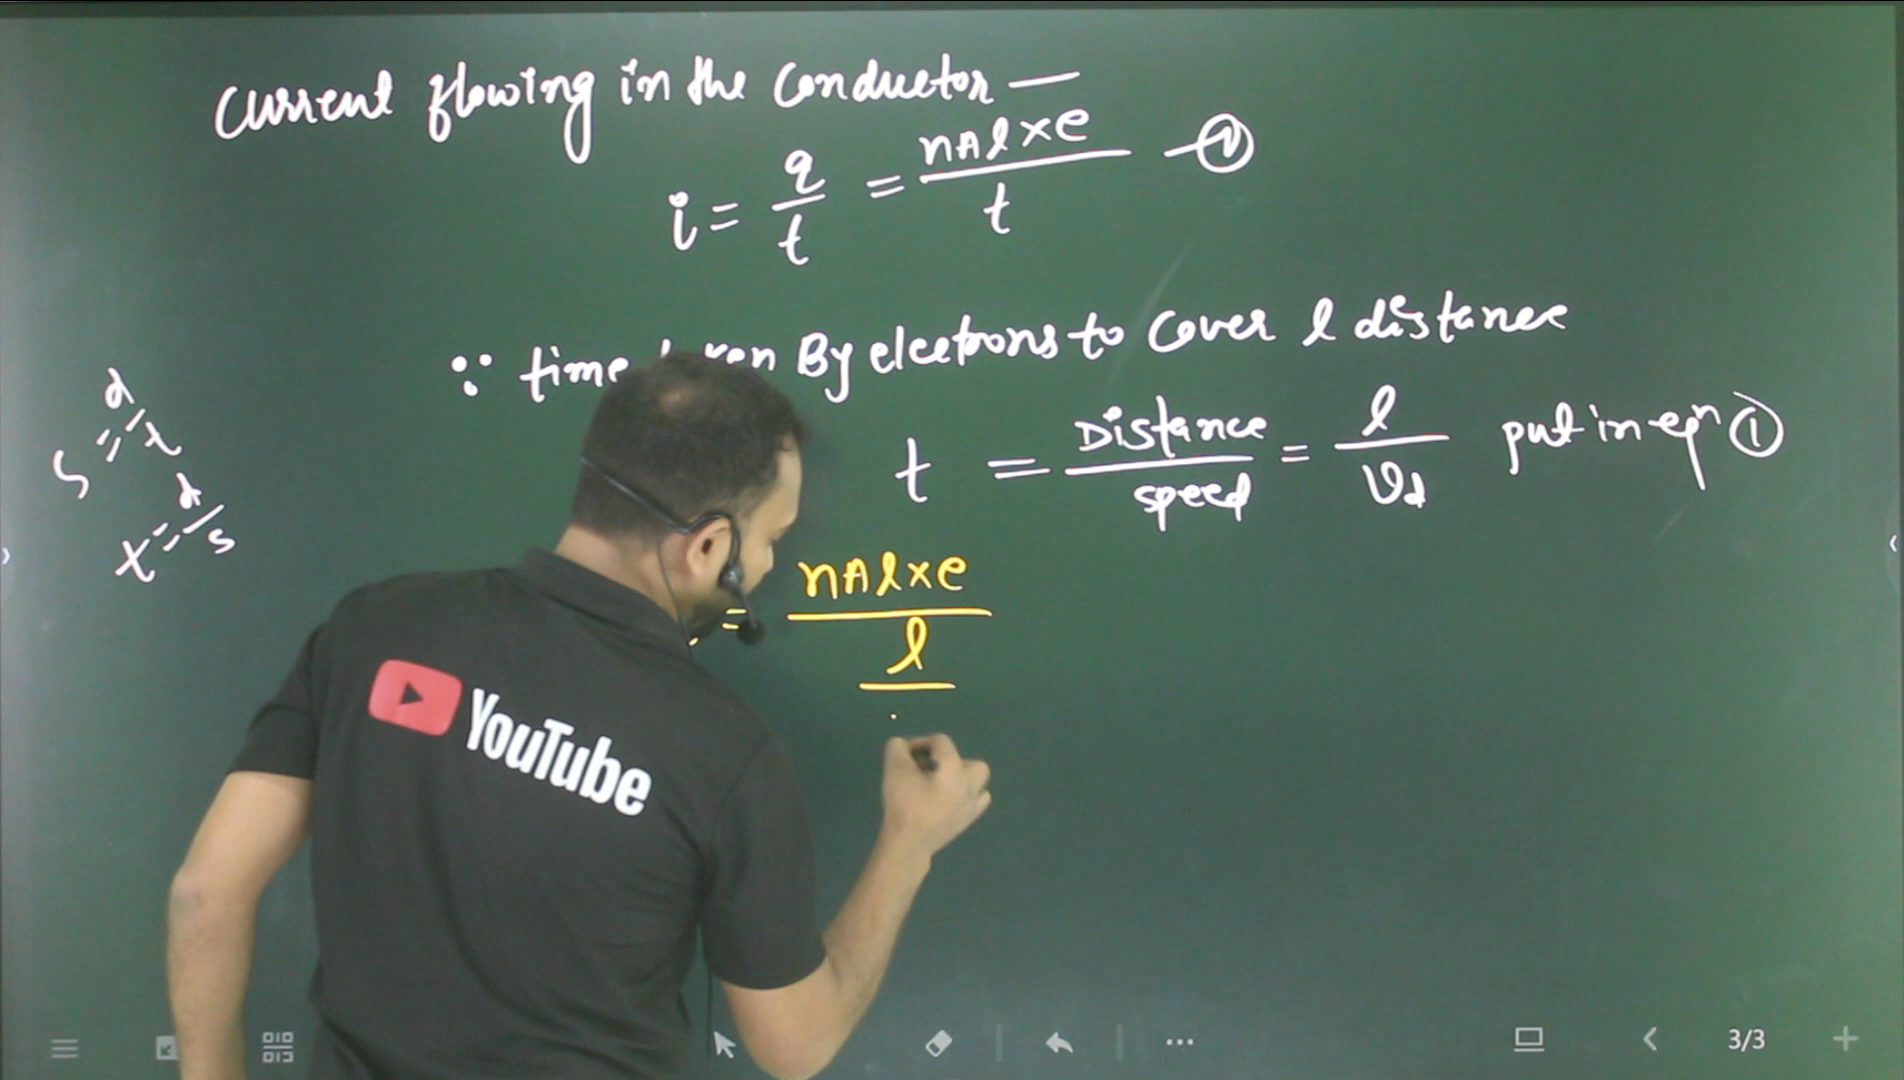 Current flowing in the Conductor —
i = q/t = nAl×e/t — ①
∵ time By electrons to Cover l distance
t = Distance/speed = l/vd put in eqn ①
S = d/t
t = d/s
= nAl×e/l
YouTube
3/3